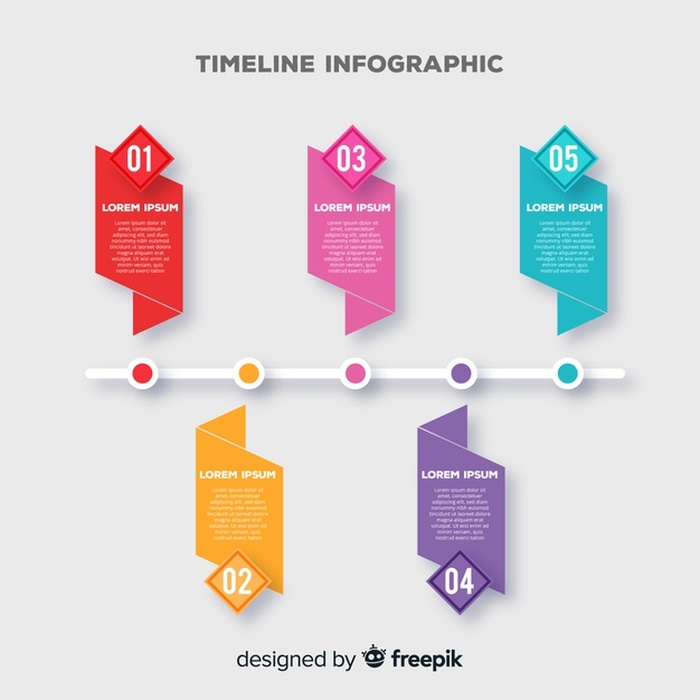 TIMELINE INFOGRAPHIC
01
LOREM IPSUM
Lorem ipsum dolor sit
amet, consectetuer
adipiscing elit, sed diam
nonummy nibh euismod
tincidunt ut laoreet dolore
magna aliquam erat
volutpat. Ut wisi enim ad
minim veniam, quis
nostrud exerci tation
03
LOREM IPSUM
Lorem ipsum dolor sit
amet, consectetuer
adipiscing elit, sed diam
nonummy nibh euismod
tincidunt ut laoreet dolore
magna aliquam erat
volutpat. Ut wisi enim ad
minim veniam, quis
nostrud exerci tation
05
LOREM IPSUM
Lorem ipsum dolor sit
amet, consectetuer
adipiscing elit, sed diam
nonummy nibh euismod
tincidunt ut laoreet dolore
magna aliquam erat
volutpat. Ut wisi enim ad
minim veniam, quis
nostrud exerci tation
LOREM IPSUM
Lorem ipsum dolor sit
amet, consectetuer
adipiscing elit, sed diam
nonummy nibh euismod
tincidunt ut laoreet dolore
magna aliquam erat
volutpat. Ut wisi enim ad
minim veniam, quis
nostrud exerci tation
02
LOREM IPSUM
Lorem ipsum dolor sit
amet, consectetuer
adipiscing elit, sed diam
nonummy nibh euismod
tincidunt ut laoreet dolore
magna aliquam erat
volutpat. Ut wisi enim ad
minim veniam, quis
nostrud exerci tation
04
designed by freepik